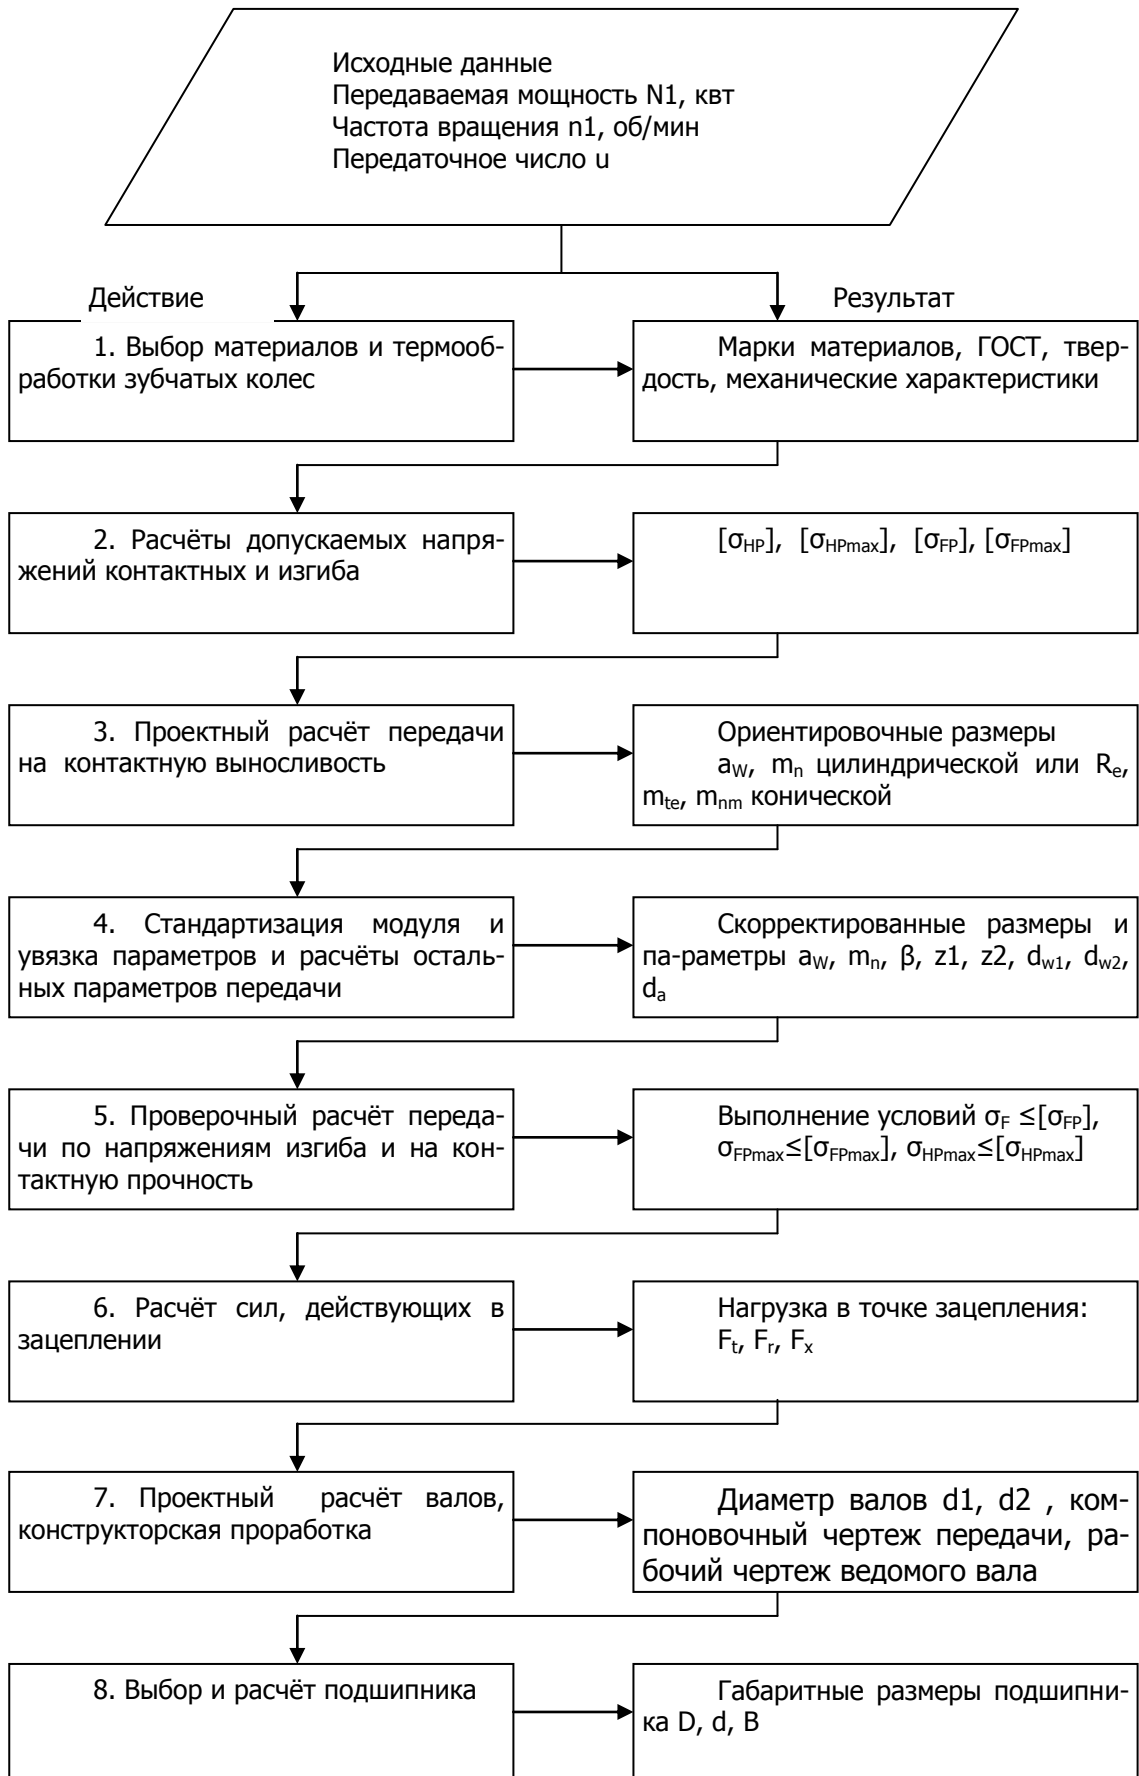 Исходные данные
Передаваемая мощность N1, квт
Частота вращения n1, об/мин
Передаточное число u
Действие
Результат
1. Выбор материалов и термооб-
работки зубчатых колес
Марки материалов, ГОСТ, твер-
дость, механические характеристики
2. Расчёты допускаемых напря-
жений контактных и изгиба
[σHP], [σHPmax], [σFP], [σFPmax]
3. Проектный расчёт передачи
на контактную выносливость
Ориентировочные размеры
aW, mn цилиндрической или Re,
mte, mnm конической
4. Стандартизация модуля и
увязка параметров и расчёты осталь-
ных параметров передачи
Скорректированные размеры и
па-раметры aW, mn, β, z1, z2, dw1, dw2,
da
5. Проверочный расчёт переда-
чи по напряжениям изгиба и на кон-
тактную прочность
Выполнение условий σF ≤[σFP],
σFPmax≤[σFPmax], σHPmax≤[σHPmax]
6. Расчёт сил, действующих в
зацеплении
Нагрузка в точке зацепления:
Ft, Fr, Fx
7. Проектный расчёт валов,
конструкторская проработка
Диаметр валов d1, d2 , ком-
поновочный чертеж передачи, ра-
бочий чертеж ведомого вала
8. Выбор и расчёт подшипника
Габаритные размеры подшипни-
ка D, d, B